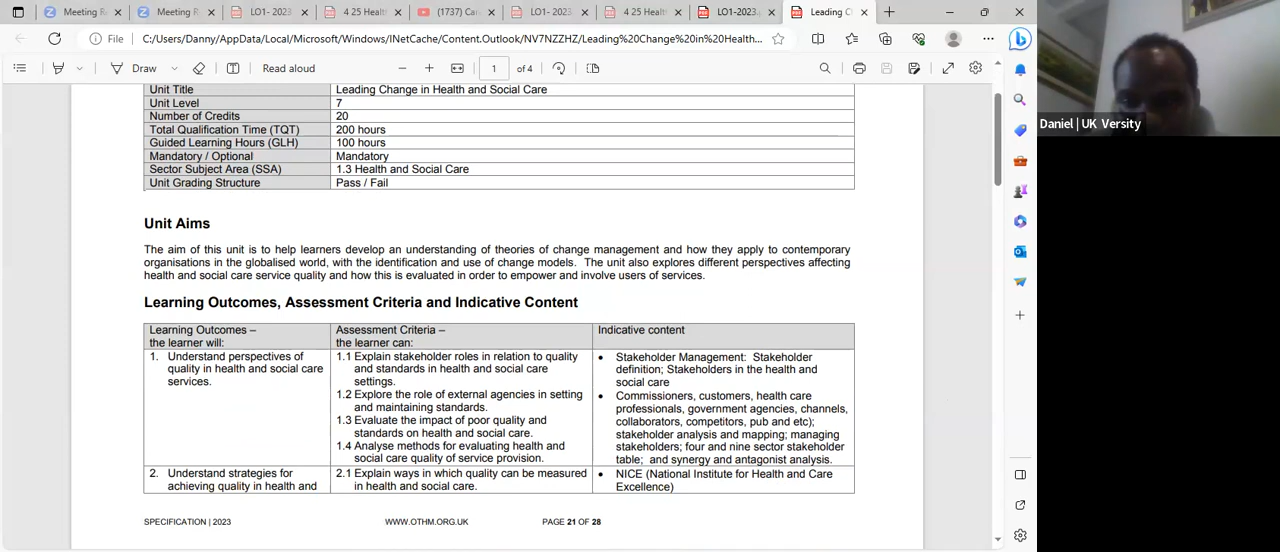 Meeting R
Meeting R
LO1- 2023
4 25 Health
(1737) Car
LO1 - 2023
4 25 Health
LO1-2023.p
Leading C
File
C:/Users/Danny/AppData/Local/Microsoft/Windows/INetCache/Content.Outlook/NV7NZZHZ/Leading%20Change%20in%20Health...
Draw
Read aloud
1
of 4
Daniel | UK Versity
Unit Title Leading Change in Health and Social Care
Unit Level 7
Number of Credits 20
Total Qualification Time (TQT) 200 hours
Guided Learning Hours (GLH) 100 hours
Mandatory / Optional Mandatory
Sector Subject Area (SSA) 1.3 Health and Social Care
Unit Grading Structure Pass / Fail
Unit Aims
The aim of this unit is to help learners develop an understanding of theories of change management and how they apply to contemporary
organisations in the globalised world, with the identification and use of change models. The unit also explores different perspectives affecting
health and social care service quality and how this is evaluated in order to empower and involve users of services.
Learning Outcomes, Assessment Criteria and Indicative Content
Learning Outcomes –
the learner will:
Assessment Criteria –
the learner can:
Indicative content
1. Understand perspectives of
quality in health and social care
services.
1.1 Explain stakeholder roles in relation to quality
and standards in health and social care
settings.
1.2 Explore the role of external agencies in setting
and maintaining standards.
1.3 Evaluate the impact of poor quality and
standards on health and social care.
1.4 Analyse methods for evaluating health and
social care quality of service provision.
• Stakeholder Management: Stakeholder
definition; Stakeholders in the health and
social care
• Commissioners, customers, health care
professionals, government agencies, channels,
collaborators, competitors, pub and etc);
stakeholder analysis and mapping; managing
stakeholders; four and nine sector stakeholder
table; and synergy and antagonist analysis.
2. Understand strategies for
achieving quality in health and
2.1 Explain ways in which quality can be measured
in health and social care.
• NICE (National Institute for Health and Care
Excellence)
SPECIFICATION | 2023
WWW.OTHM.ORG.UK
PAGE 21 OF 28